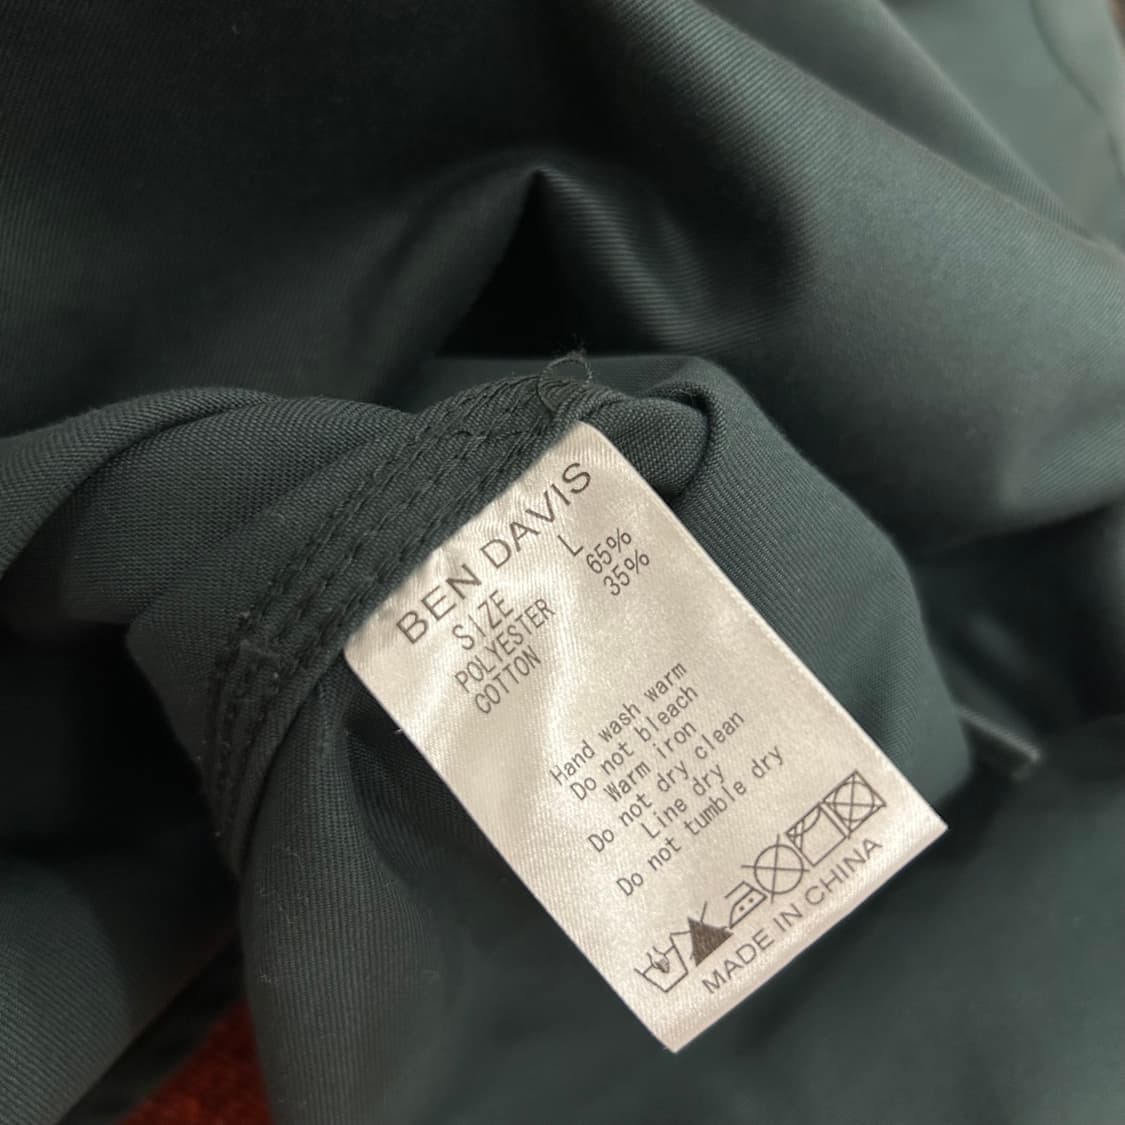 BEN DAVIS
SIZE L
POLYESTER 65%
COTTON 35%
Hand wash warm
Do not bleach
Warm iron
Do not dry clean
Line dry
Do not tumble dry
MADE IN CHINA